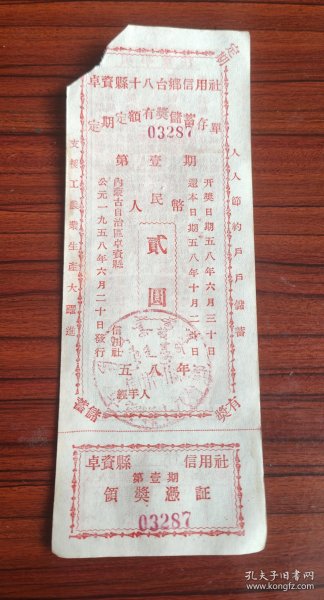 定期
卓資縣十八台鄉信用社
定期定額有獎儲蓄存單
03287
第壹期
人民幣
貳圓
開獎日期五八年六月三十日
還本日期五八年十月二十日
內蒙古自治區卓資縣
信用社
公元一九五八年六月二十日發行
五八年
經手人
人人節約戶戶儲蓄
支援工農業生產大躍進
有獎
儲蓄
卓資縣 信用社
第壹期
領獎憑証
03287
孔夫子旧书网